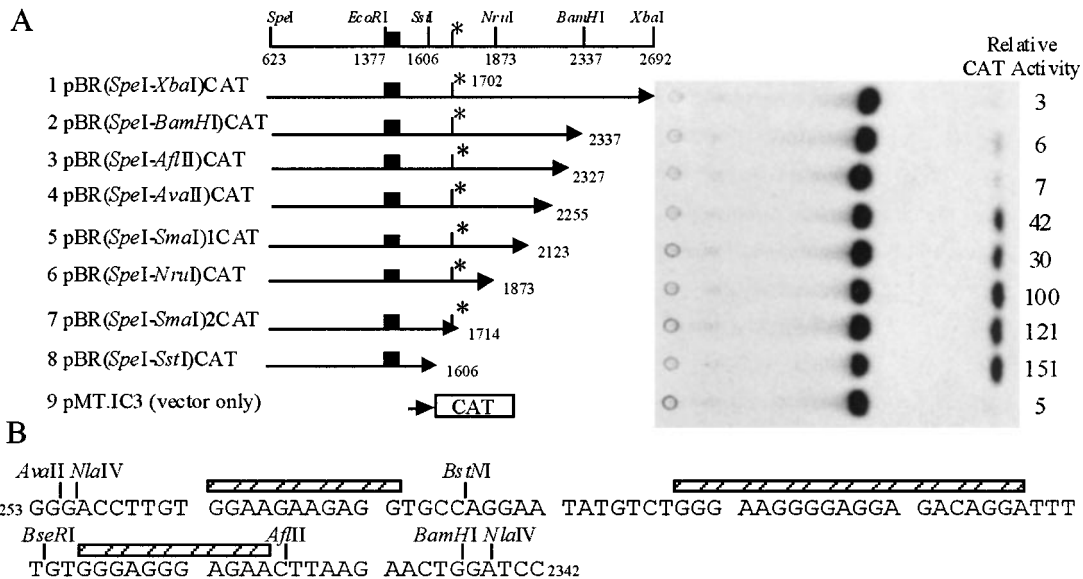 A
SpeI EcoRI SstI NruI BamHI XbaI
*
623 1377 1606 1873 2337 2692
Relative
CAT Activity
1 pBR(SpeI-XbaI)CAT * 1702 3
2 pBR(SpeI-BamHI)CAT * 2337 6
3 pBR(SpeI-AflII)CAT * 2327 7
4 pBR(SpeI-AvaII)CAT * 2255 42
5 pBR(SpeI-SmaI)1CAT * 2123 30
6 pBR(SpeI-NruI)CAT * 1873 100
7 pBR(SpeI-SmaI)2CAT * 1714 121
8 pBR(SpeI-SstI)CAT 1606 151
9 pMT.IC3 (vector only) CAT 5
B
AvaII NlaIV BstNI
253 GGGACCTTGT GGAAGAAGAG GTGCCAGGAA TATGTCTGGG AAGGGGAGGA GACAGGATTT
BseRI AflII BamHI NlaIV
TGTGGGAGGG AGAACTTAAG AACTGGATCC 2342